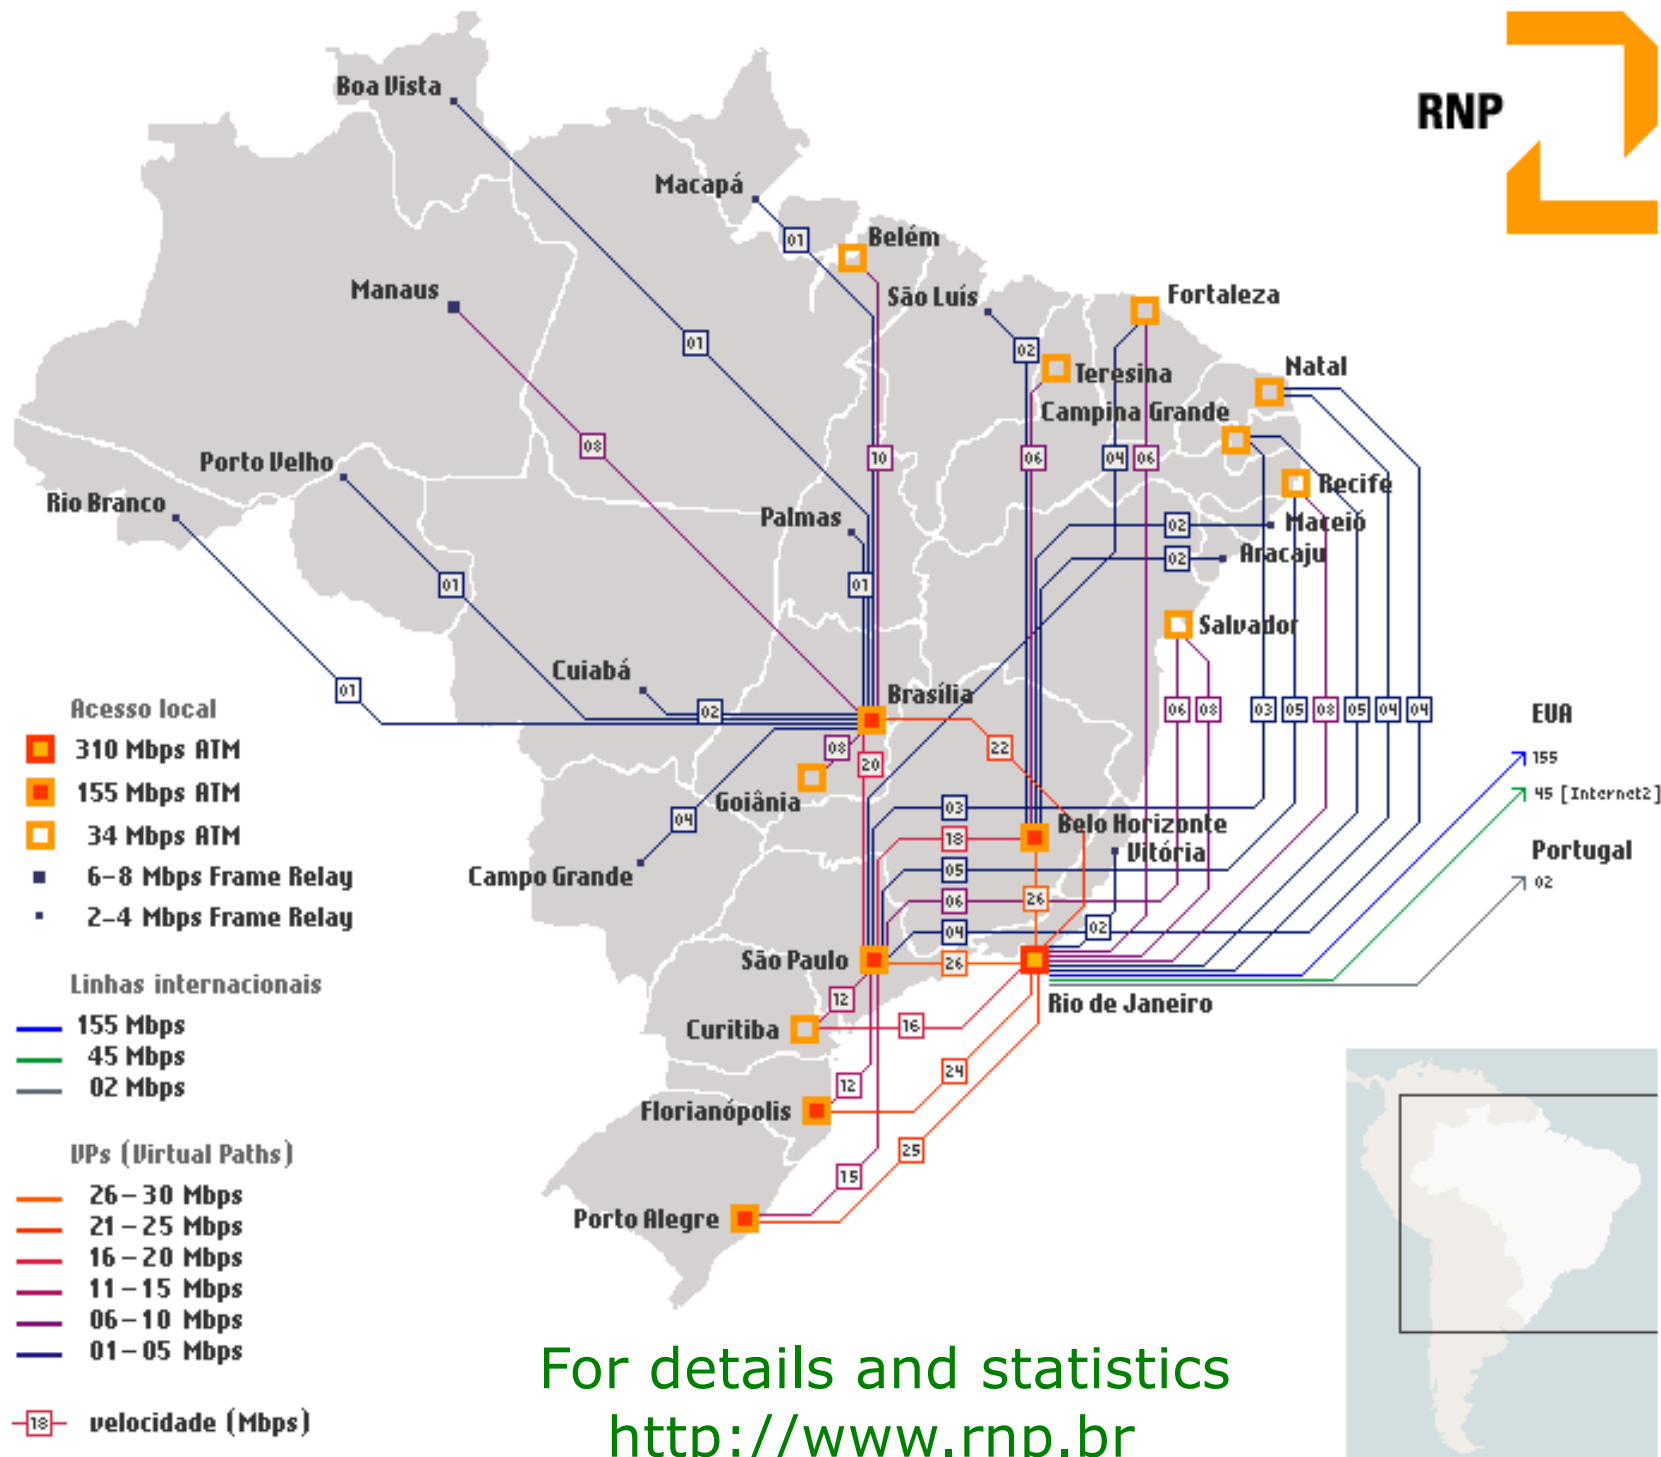 RNP
Boa Vista
Macapá
01
Belém
Manaus
São Luís
Fortaleza
01
02
Teresina
Natal
Campina Grande
08
10
06
04
06
Porto Velho
Recife
Rio Branco
Palmas
02
Maceió
01
01
02
Aracaju
Salvador
Cuiabá
01
02
Brasília
06
08
03
05
08
05
04
04
EUA
08
20
22
155
Goiânia
04
03
45 [Internet2]
Belo Horizonte
18
Vitória
Portugal
Campo Grande
05
02
06
26
04
02
São Paulo
26
12
Rio de Janeiro
Curitiba
16
24
12
Florianópolis
25
15
Porto Alegre
Acesso local
310 Mbps ATM
155 Mbps ATM
34 Mbps ATM
6-8 Mbps Frame Relay
2-4 Mbps Frame Relay
Linhas internacionais
155 Mbps
45 Mbps
02 Mbps
VPs (Virtual Paths)
26-30 Mbps
21-25 Mbps
16-20 Mbps
11-15 Mbps
06-10 Mbps
01-05 Mbps
18 velocidade (Mbps)
For details and statistics
http://www.rnp.br